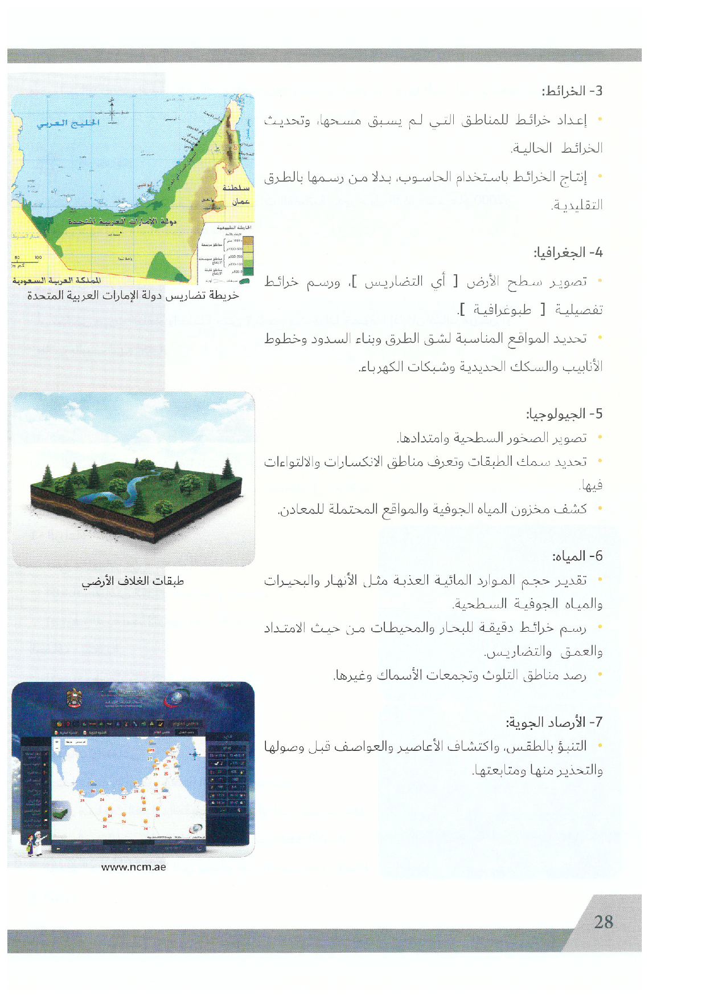 3- الخرائط:
• إعداد خرائط للمناطق التي لم يسبق مسحها، وتحديث
الخرائط الحالية.
• إنتاج الخرائط باستخدام الحاسوب، بدلا من رسمها بالطرق
التقليدية.
4- الجغرافيا:
• تصوير سطح الأرض [ أي التضاريس ]، ورسم خرائط
تفصيلية [ طبوغرافية ].
• تحديد المواقع المناسبة لشق الطرق وبناء السدود وخطوط
الأنابيب والسكك الحديدية وشبكات الكهرباء.
5- الجيولوجيا:
• تصوير الصخور السطحية وامتدادها.
• تحديد سمك الطبقات وتعرف مناطق الانكسارات والالتواءات
فيها.
• كشف مخزون المياه الجوفية والمواقع المحتملة للمعادن.
6- المياه:
• تقدير حجم الموارد المائية العذبة مثل الأنهار والبحيرات
والمياه الجوفية السطحية.
• رسم خرائط دقيقة للبحار والمحيطات من حيث الامتداد
والعمق والتضاريس.
• رصد مناطق التلوث وتجمعات الأسماك وغيرها.
7- الأرصاد الجوية:
• التنبؤ بالطقس، واكتشاف الأعاصير والعواصف قبل وصولها
والتحذير منها ومتابعتها.
الخليج العربي
أبوظبي
سلطنة
عمان
دولة الإمارات العربية المتحدة
المملكة العربية السعودية
خريطة تضاريس دولة الإمارات العربية المتحدة
طبقات الغلاف الأرضي
English
www.ncm.ae
28